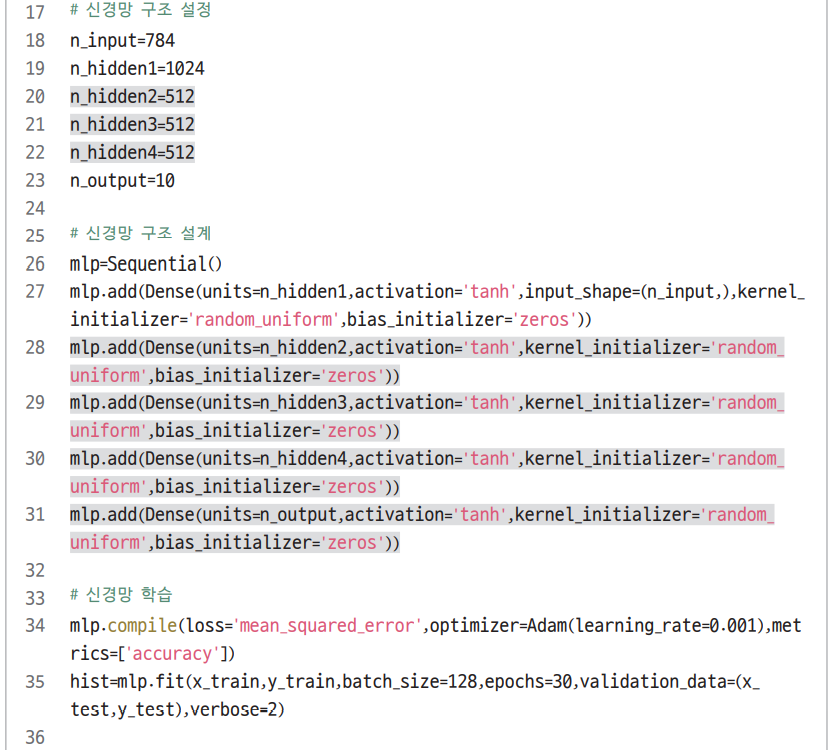 17 # 신경망 구조 설정
18 n_input=784
19 n_hidden1=1024
20 n_hidden2=512
21 n_hidden3=512
22 n_hidden4=512
23 n_output=10
24
25 # 신경망 구조 설계
26 mlp=Sequential()
27 mlp.add(Dense(units=n_hidden1,activation='tanh',input_shape=(n_input,),kernel_
initializer='random_uniform',bias_initializer='zeros'))
28 mlp.add(Dense(units=n_hidden2,activation='tanh',kernel_initializer='random_
uniform',bias_initializer='zeros'))
29 mlp.add(Dense(units=n_hidden3,activation='tanh',kernel_initializer='random_
uniform',bias_initializer='zeros'))
30 mlp.add(Dense(units=n_hidden4,activation='tanh',kernel_initializer='random_
uniform',bias_initializer='zeros'))
31 mlp.add(Dense(units=n_output,activation='tanh',kernel_initializer='random_
uniform',bias_initializer='zeros'))
32
33 # 신경망 학습
34 mlp.compile(loss='mean_squared_error',optimizer=Adam(learning_rate=0.001),met
rics=['accuracy'])
35 hist=mlp.fit(x_train,y_train,batch_size=128,epochs=30,validation_data=(x_
test,y_test),verbose=2)
36